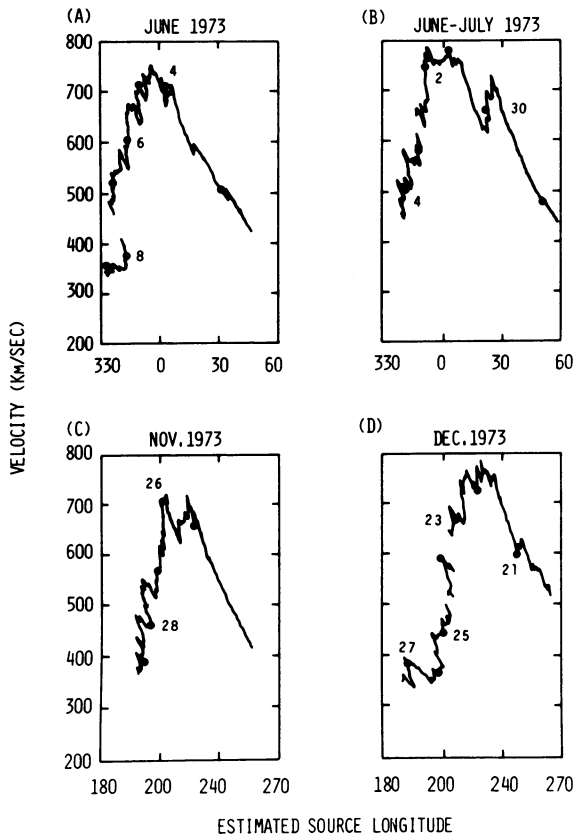 (A) JUNE 1973
800
700
600
500
400
300
200
330 0 30 60
4
6
8
(B) JUNE-JULY 1973
2
30
4
330 0 30 60
VELOCITY (KM/SEC)
(C) NOV.1973
800
700
600
500
400
300
200
180 200 240 270
26
28
(D) DEC.1973
23
21
25
27
180 200 240 270
ESTIMATED SOURCE LONGITUDE